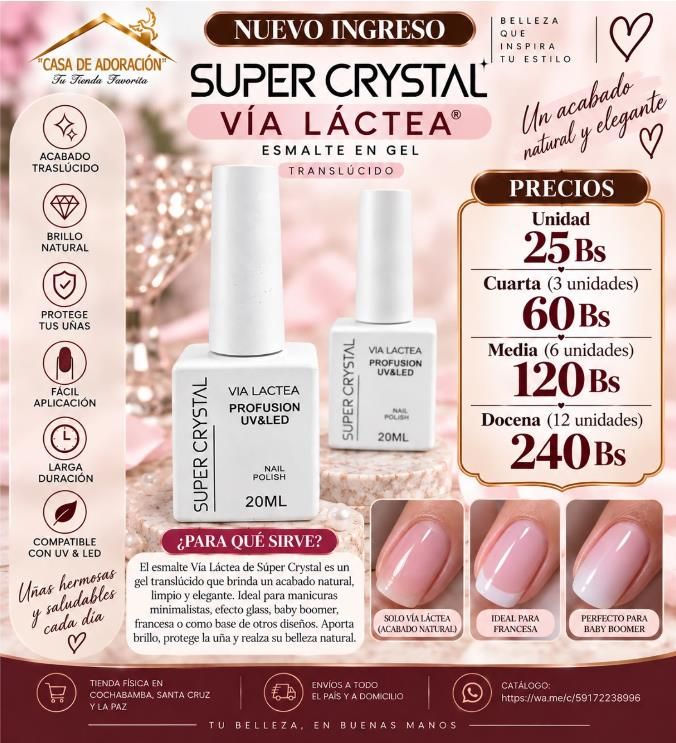 "CASA DE ADORACIÓN"
Tu Tienda Favorita
NUEVO INGRESO
SUPER CRYSTAL
VÍA LÁCTEA®
ESMALTE EN GEL
TRANSLÚCIDO
BELLEZA
QUE
INSPIRA
TU ESTILO
Un acabado
natural y elegante
ACABADO
TRASLÚCIDO
BRILLO
NATURAL
PROTEGE
TUS UÑAS
FÁCIL
APLICACIÓN
LARGA
DURACIÓN
COMPATIBLE
CON UV & LED
Uñas hermosas
y saludables
cada día
SUPER CRYSTAL
VIA LACTEA
PROFUSION
UV&LED
NAIL
POLISH
20ML
SUPER CRYSTAL
VIA LACTEA
PROFUSION
UV&LED
NAIL
POLISH
20ML
PRECIOS
Unidad
25 Bs
Cuarta (3 unidades)
60 Bs
Media (6 unidades)
120 Bs
Docena (12 unidades)
240 Bs
¿PARA QUÉ SIRVE?
El esmalte Vía Láctea de Súper Crystal es un
gel translúcido que brinda un acabado natural,
limpio y elegante. Ideal para manicuras
minimalistas, efecto glass, baby boomer,
francesa o como base de otros diseños. Aporta
brillo, protege la uña y realza su belleza natural.
SOLO VÍA LÁCTEA
(ACABADO NATURAL)
IDEAL PARA
FRANCESA
PERFECTO PARA
BABY BOOMER
TIENDA FÍSICA EN
COCHABAMBA, SANTA CRUZ
Y LA PAZ
ENVÍOS A TODO
EL PAÍS Y A DOMICILIO
CATÁLOGO:
https://wa.me/c/59172238996
TU BELLEZA, EN BUENAS MANOS